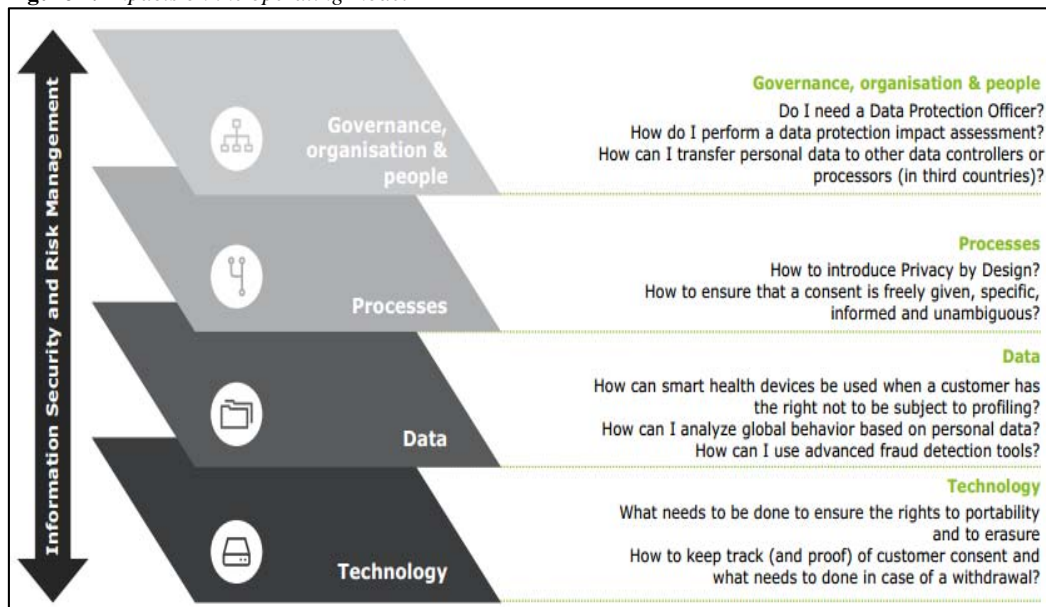 Information Security and Risk Management
Governance,
organisation &
people
Governance, organisation & people
Do I need a Data Protection Officer?
How do I perform a data protection impact assessment?
How can I transfer personal data to other data controllers or
processors (in third countries)?
Processes
Processes
How to introduce Privacy by Design?
How to ensure that a consent is freely given, specific,
informed and unambiguous?
Data
Data
How can smart health devices be used when a customer has
the right not to be subject to profiling?
How can I analyze global behavior based on personal data?
How can I use advanced fraud detection tools?
Technology
Technology
What needs to be done to ensure the rights to portability
and to erasure
How to keep track (and proof) of customer consent and
what needs to done in case of a withdrawal?